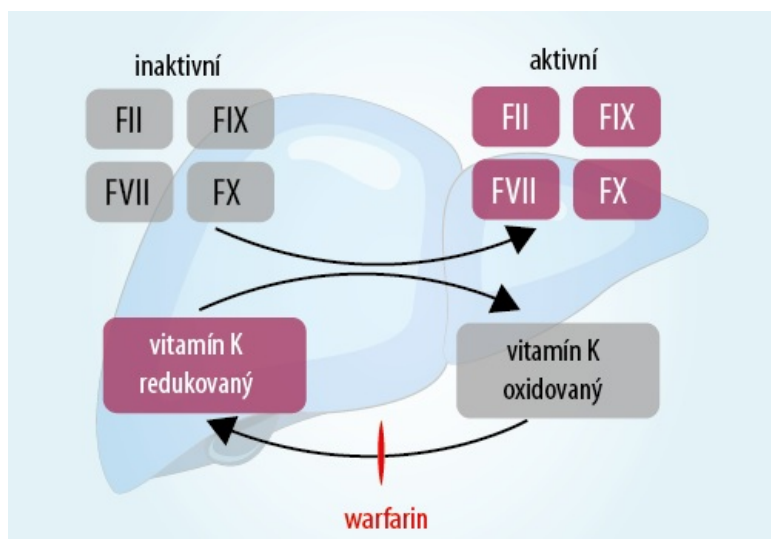 inaktivní
aktivní
FII FIX
FII FIX
FVII FX
FVII FX
vitamín K
redukovaný
vitamín K
oxidovaný
warfarin